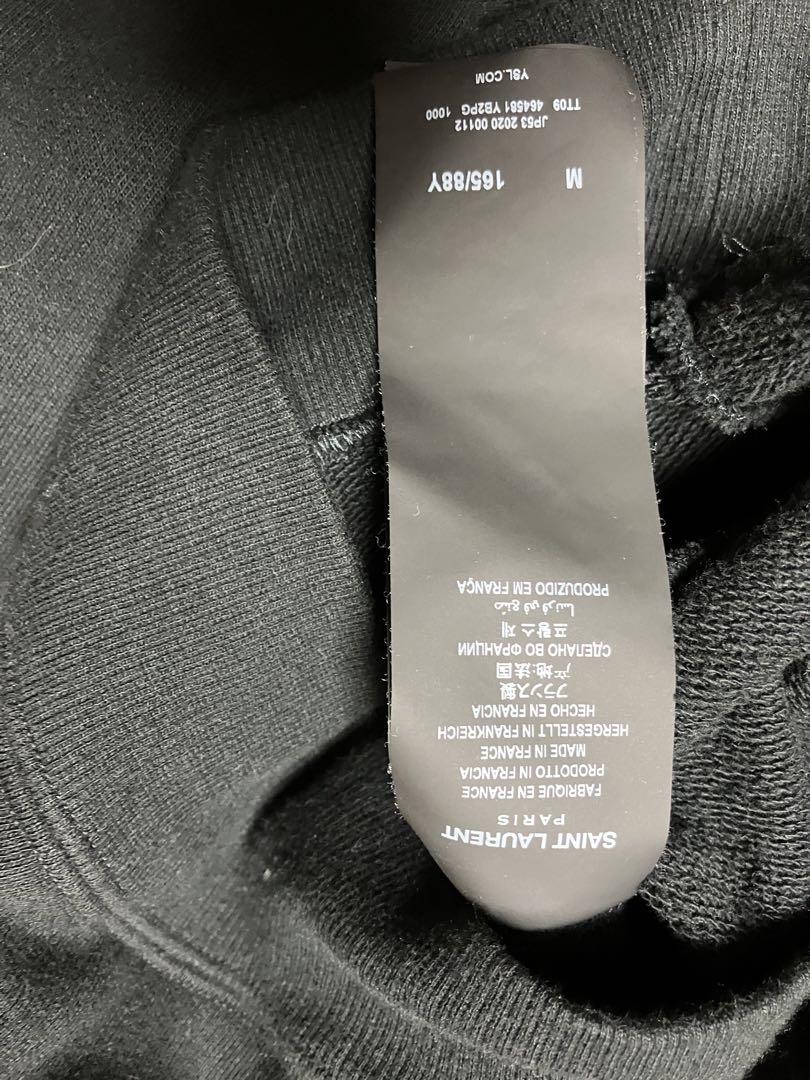 SAINT LAURENT
PARIS
FABRIQUE EN FRANCE
PRODOTTO IN FRANCIA
MADE IN FRANCE
HERGESTELLT IN FRANKREICH
HECHO EN FRANCIA
フランス製
产地:法国
СДЕЛАНО ВО ФРАНЦИИ
프랑스 제
صُنع في فرنسا
PRODUZIDO EM FRANÇA
M 165/88Y
JP53 2020 00112
TT09 464581 YB2PG 1000
YSL.COM